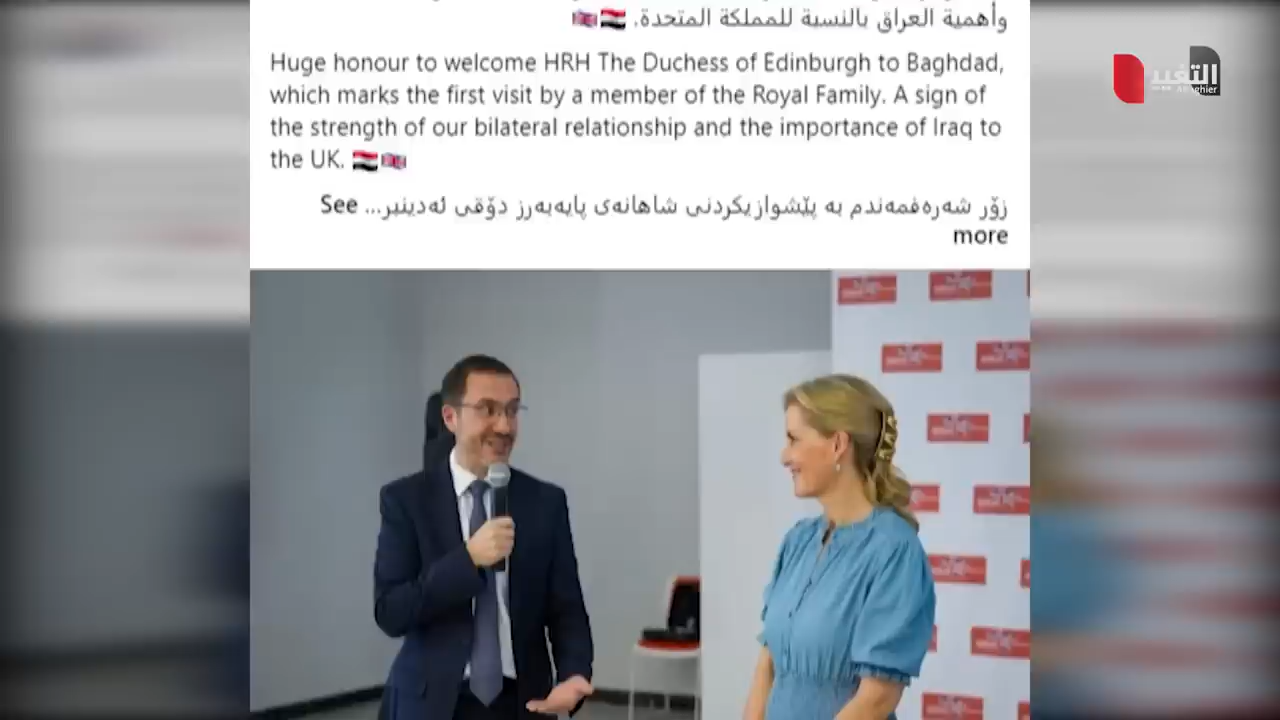 وأهمية العراق بالنسبة للمملكة المتحدة. 🇮🇶🇬🇧
Huge honour to welcome HRH The Duchess of Edinburgh to Baghdad,
which marks the first visit by a member of the Royal Family. A sign of
the strength of our bilateral relationship and the importance of Iraq to
the UK. 🇮🇶🇬🇧
زۆر شەرەفمەندم بە پێشوازیکردنی شاهانەی پایەبەرز دۆقی ئەدینبر... See
more
التغيير